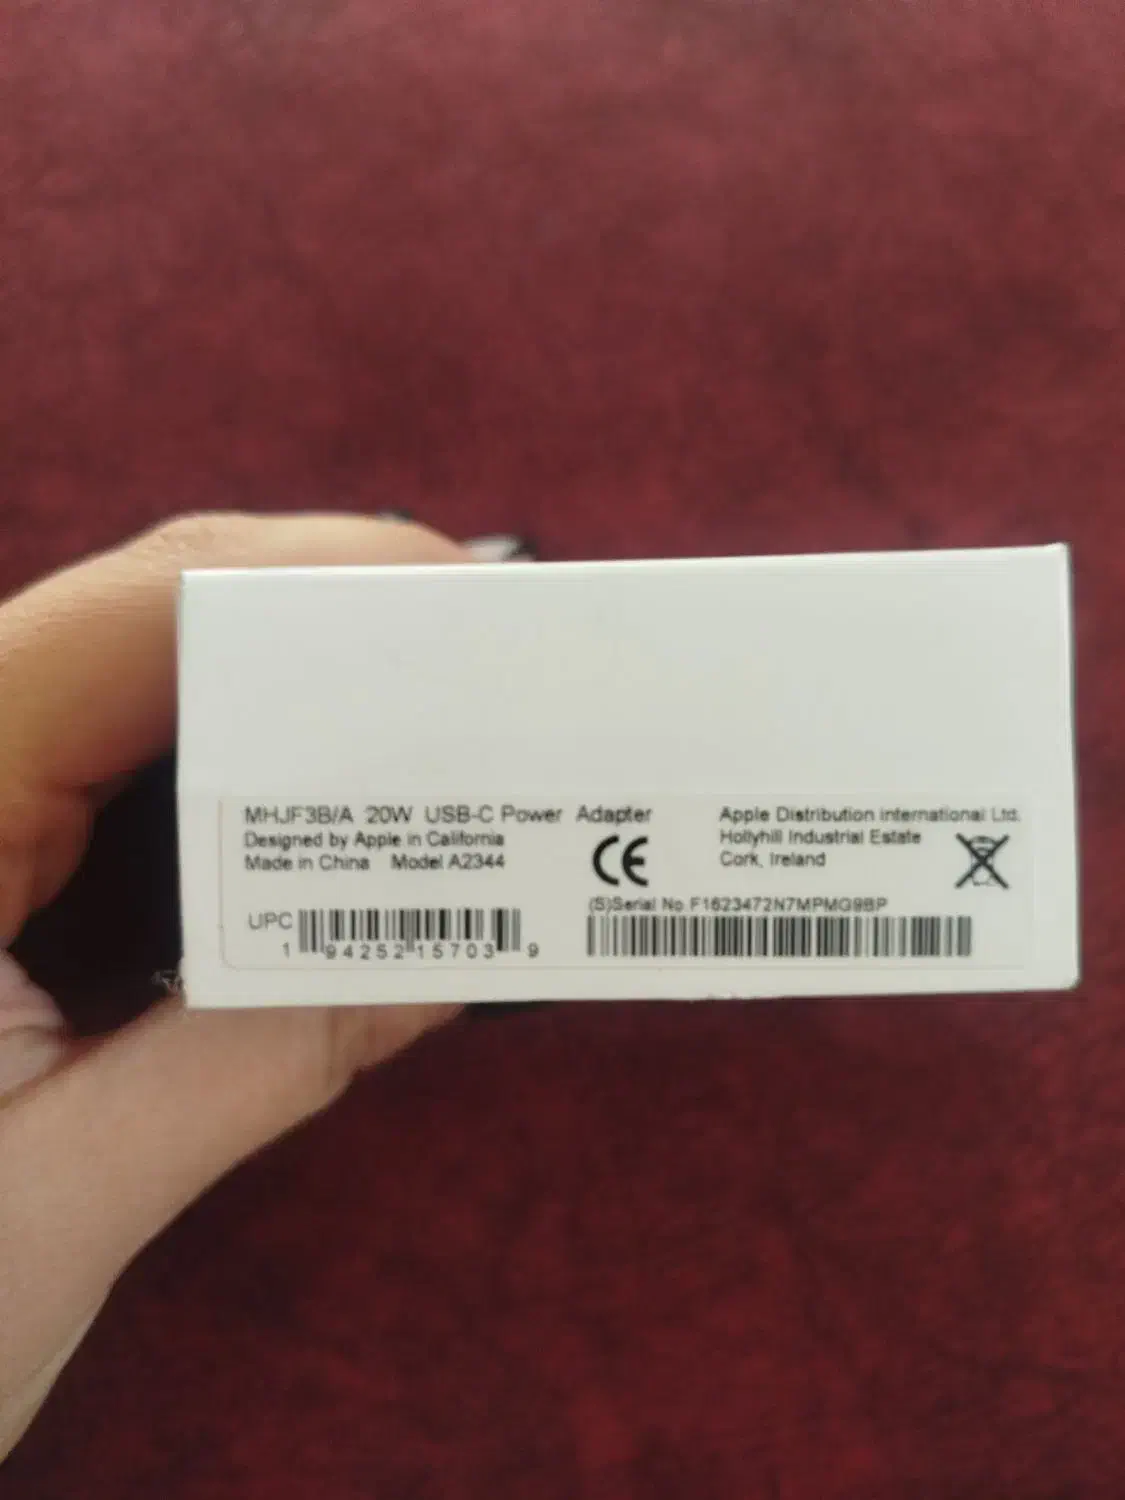 MHJF3B/A 20W USB-C Power Adapter
Designed by Apple in California
Made in China Model A2344
Apple Distribution International Ltd.
Hollyhill Industrial Estate
Cork, Ireland
CE
UPC
1 94252 15703 9
(S)Serial No.F1623472N7MPMG9BP